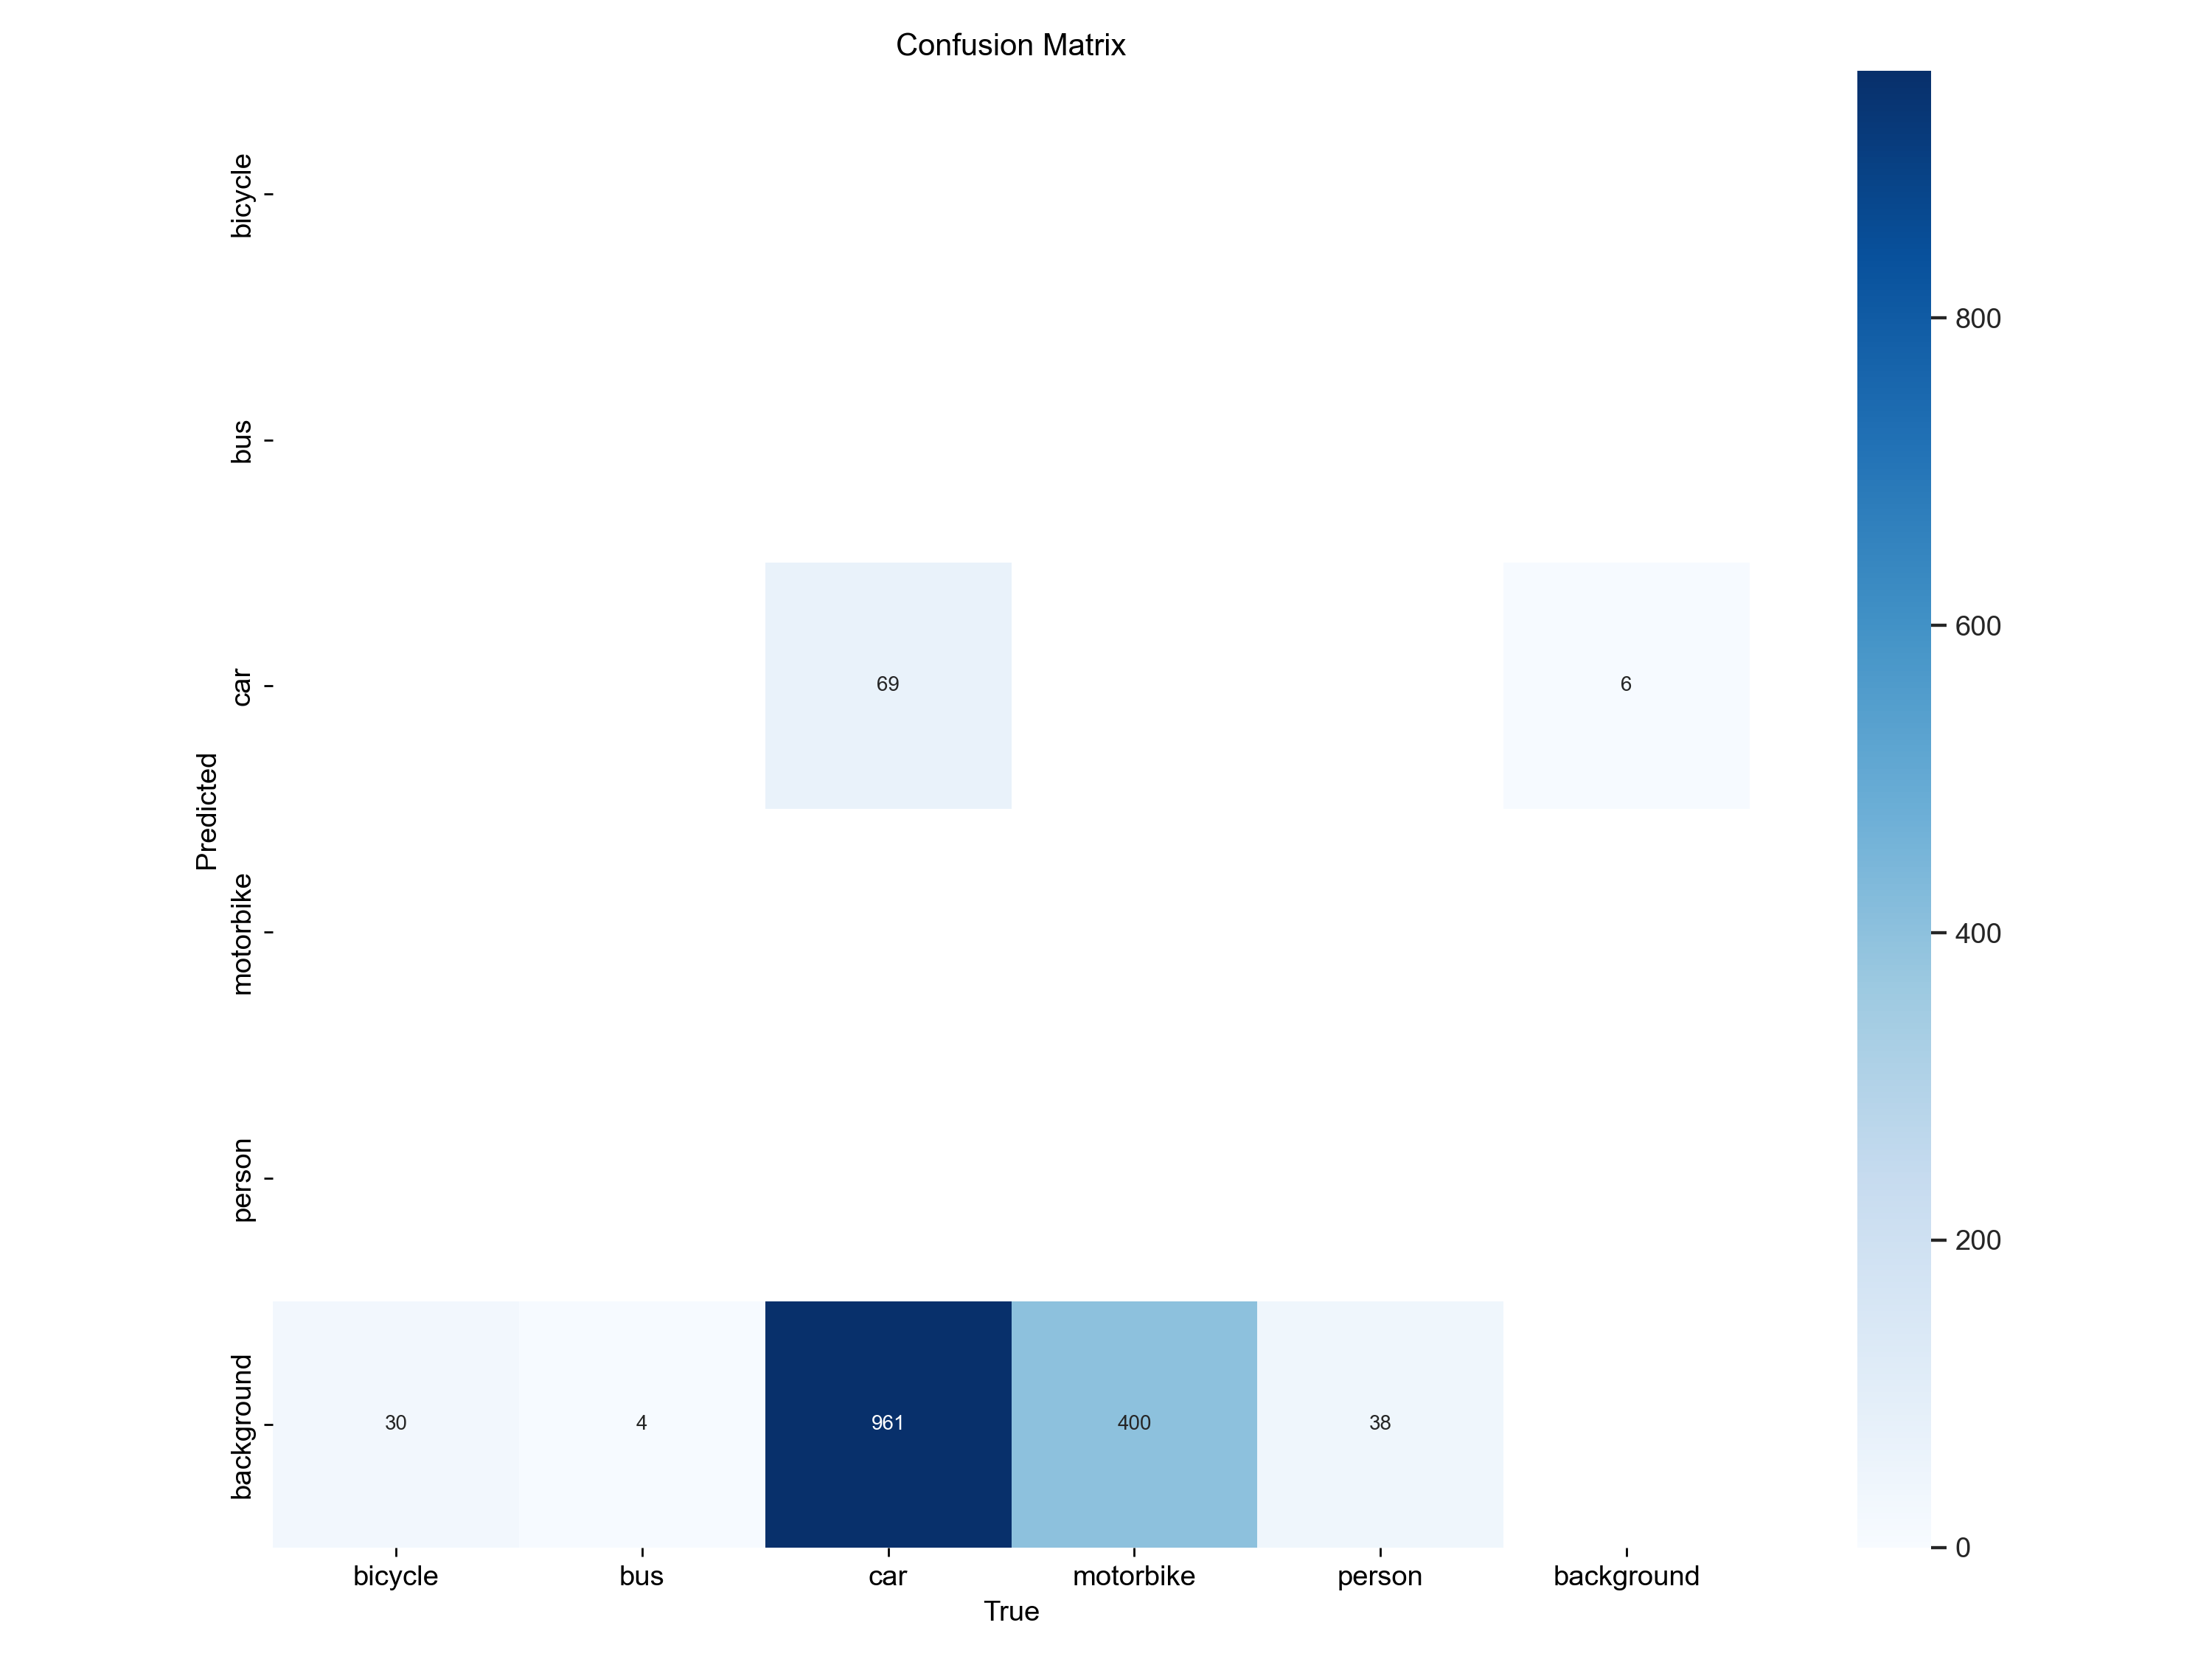 Confusion Matrix
bicycle
bus
car
motorbike
person
background
Predicted
69
6
30
4
961
400
38
bicycle
bus
car
motorbike
person
background
True
800
600
400
200
0